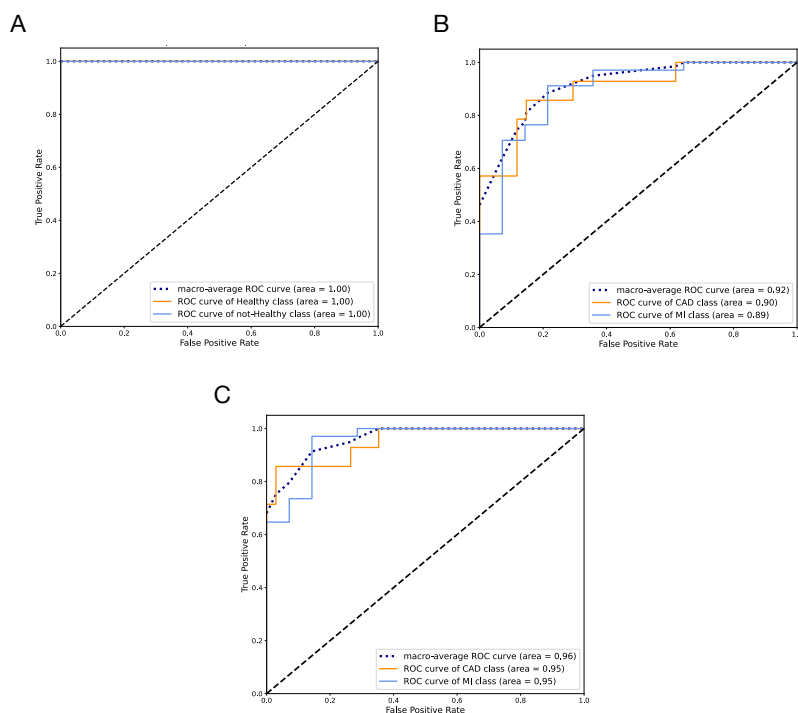 A
1.0
0.8
0.6
0.4
0.2
0.0
True Positive Rate
macro-average ROC curve (area = 1.00)
ROC curve of Healthy class (area = 1.00)
ROC curve of not-Healthy class (area = 1.00)
0.0 0.2 0.4 0.6 0.8 1.0
False Positive Rate
B
1.0
0.8
0.6
0.4
0.2
0.0
True Positive Rate
macro-average ROC curve (area = 0.92)
ROC curve of CAD class (area = 0.90)
ROC curve of MI class (area = 0.89)
0.0 0.2 0.4 0.6 0.8 1.
False Positive Rate
C
1.0
0.8
0.6
0.4
0.2
0.0
True Positive Rate
macro-average ROC curve (area = 0,96)
ROC curve of CAD class (area = 0.95)
ROC curve of MI class (area = 0,95)
0.0 0.2 0.4 0.6 0.8 1.0
False Positive Rate